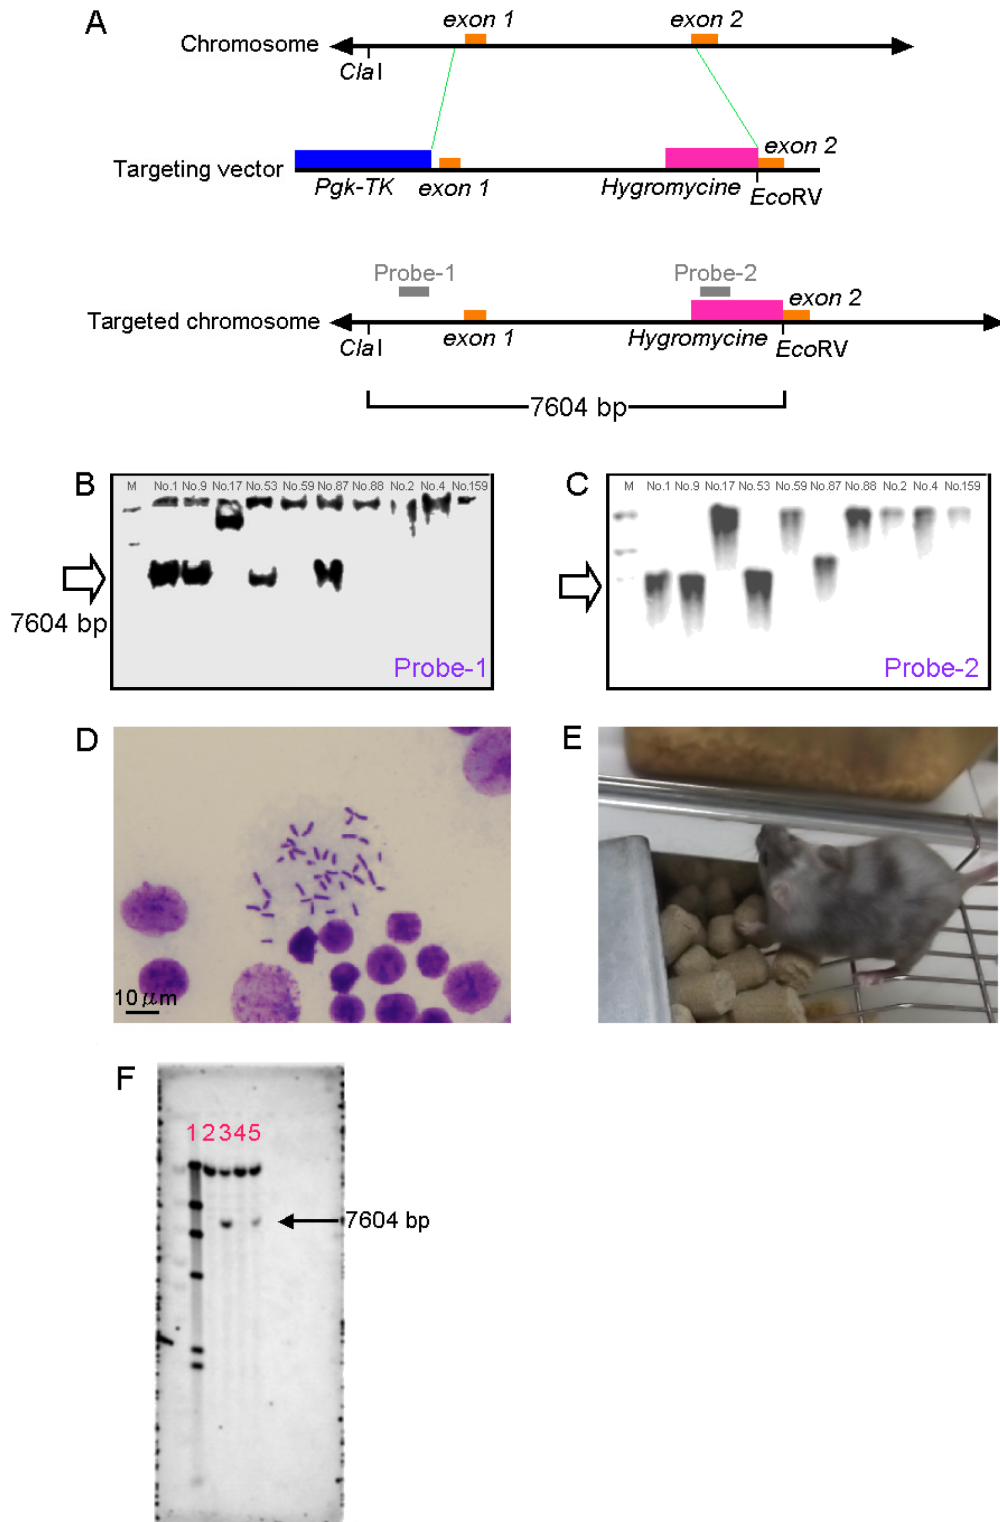 A
exon 1
exon 2
Chromosome
ClaI
exon 2
Targeting vector
Pgk-TK
exon 1
Hygromycine
EcoRV
Probe-1
Probe-2
exon 2
Targeted chromosome
ClaI
exon 1
Hygromycine
EcoRV
7604 bp
B
M No.1 No.9 No.17 No.53 No.59 No.87 No.88 No.2 No.4 No.159
7604 bp
Probe-1
C
M No.1 No.9 No.17 No.53 No.59 No.87 No.88 No.2 No.4 No.159
Probe-2
D
10 μm
E
F
12345
7604 bp